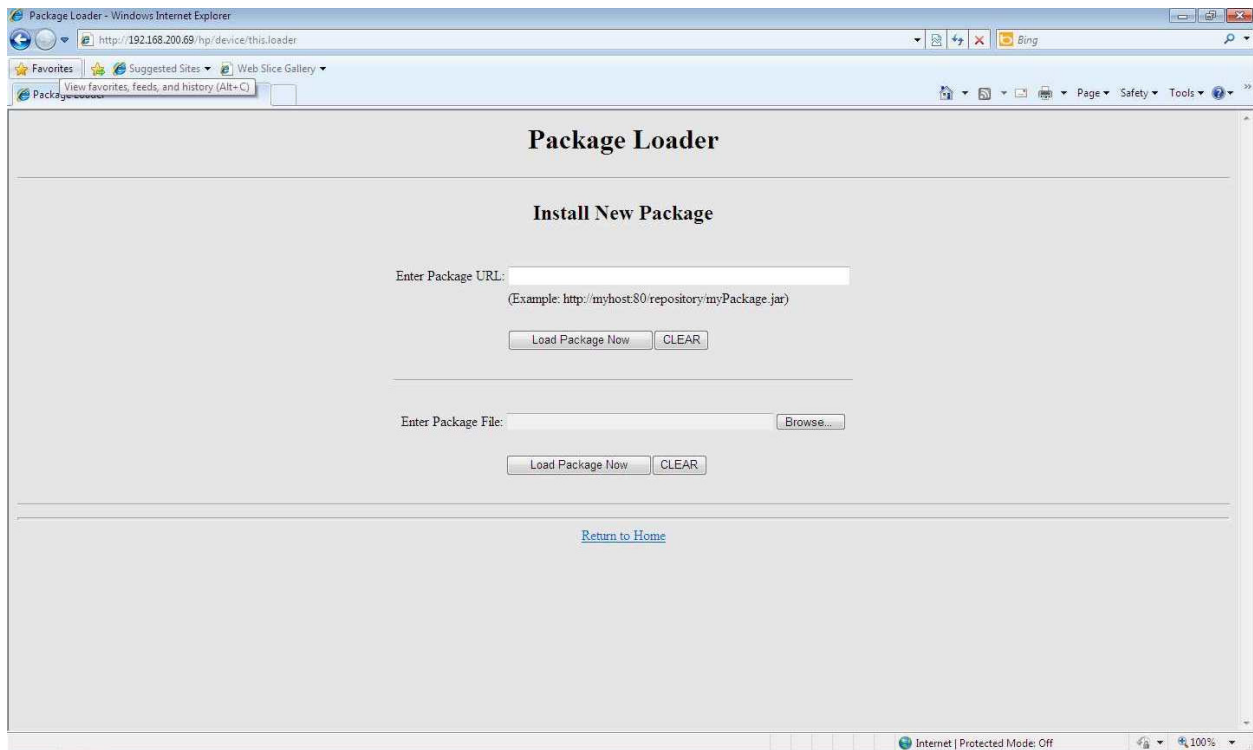 Package Loader - Windows Internet Explorer
http://192.168.200.69/hp/device/this.loader
Bing
Favorites Suggested Sites Web Slice Gallery
View favorites, feeds, and history (Alt+C)
Page Safety Tools
Package Loader
Install New Package
Enter Package URL:
(Example: http://myhost:80/repository/myPackage.jar)
Load Package Now CLEAR
Enter Package File: Browse...
Load Package Now CLEAR
Return to Home
Internet | Protected Mode: Off 100%